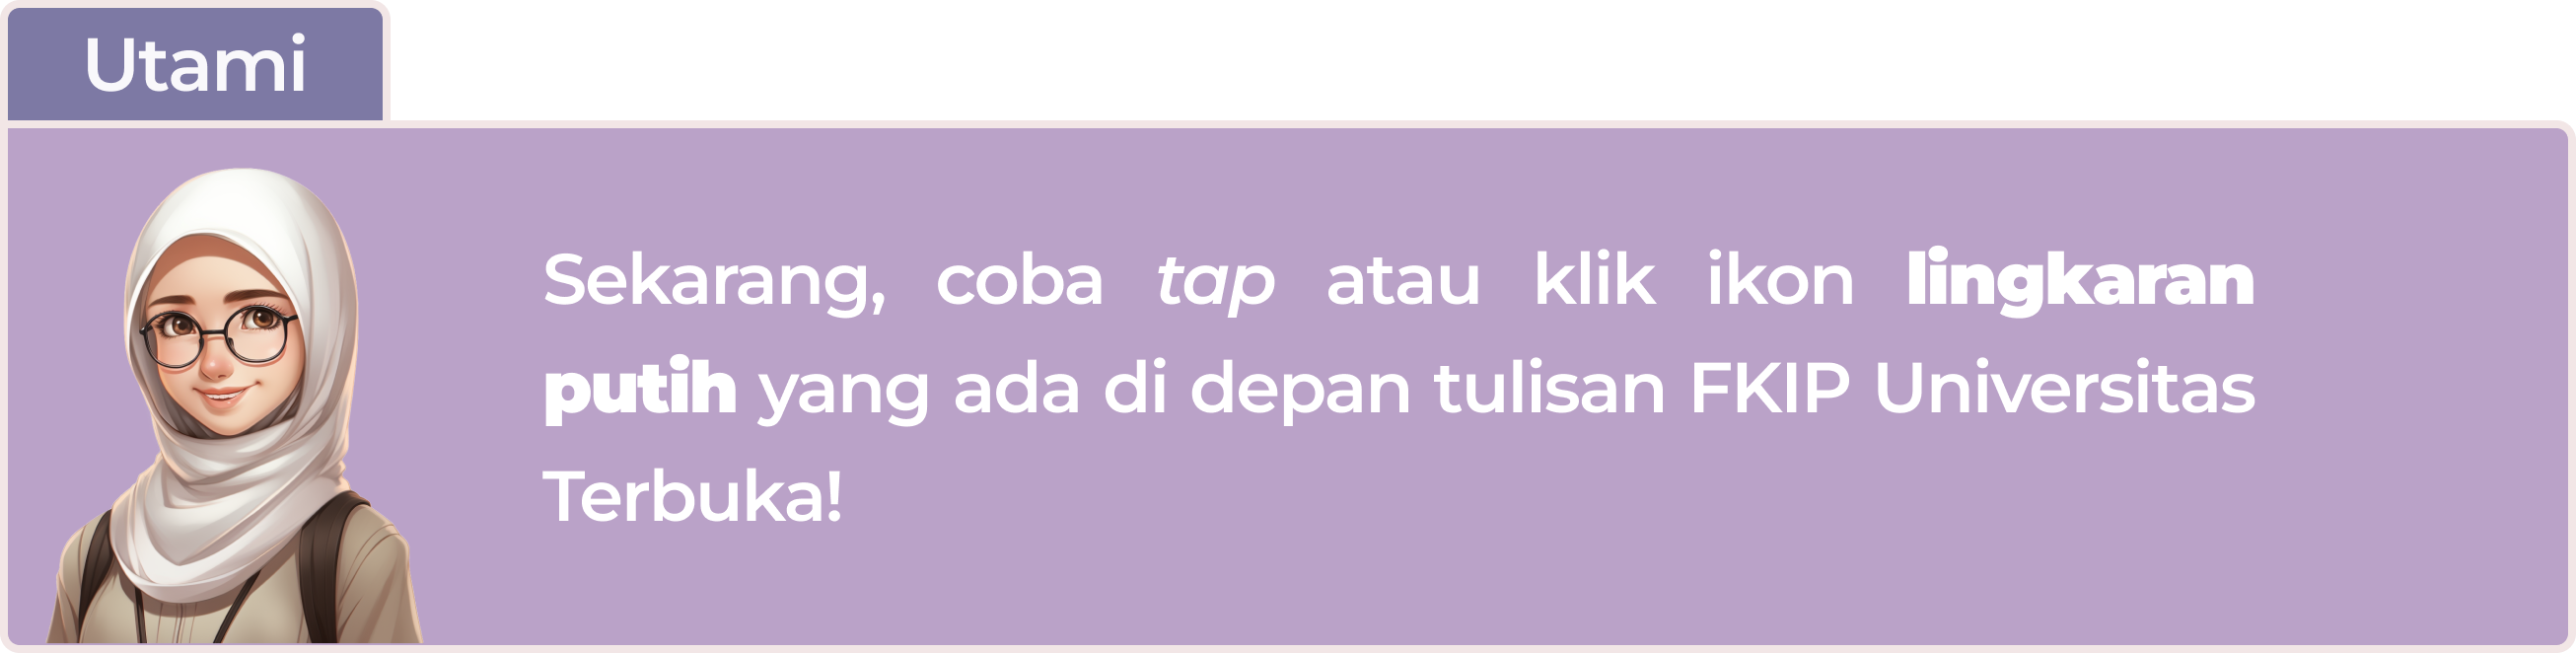 Utami
Sekarang, coba tap atau klik ikon lingkaran
putih yang ada di depan tulisan FKIP Universitas
Terbuka!